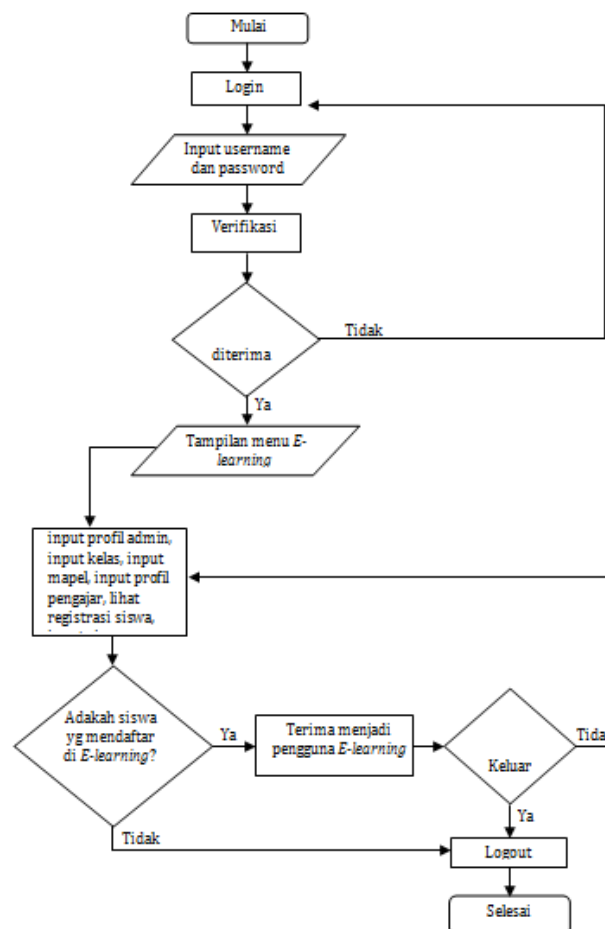 Mulai
Login
Input username
dan password
Verifikasi
diterima
Tidak
Ya
Tampilan menu E-
learning
input profil admin,
input kelas, input
mapel, input profil
pengajar, lihat
registrasi siswa,
Adakah siswa
yg mendaftar
di E-learning?
Ya
Terima menjadi
pengguna E-learning
Keluar
Tida
Ya
Tidak
Logout
Selesai